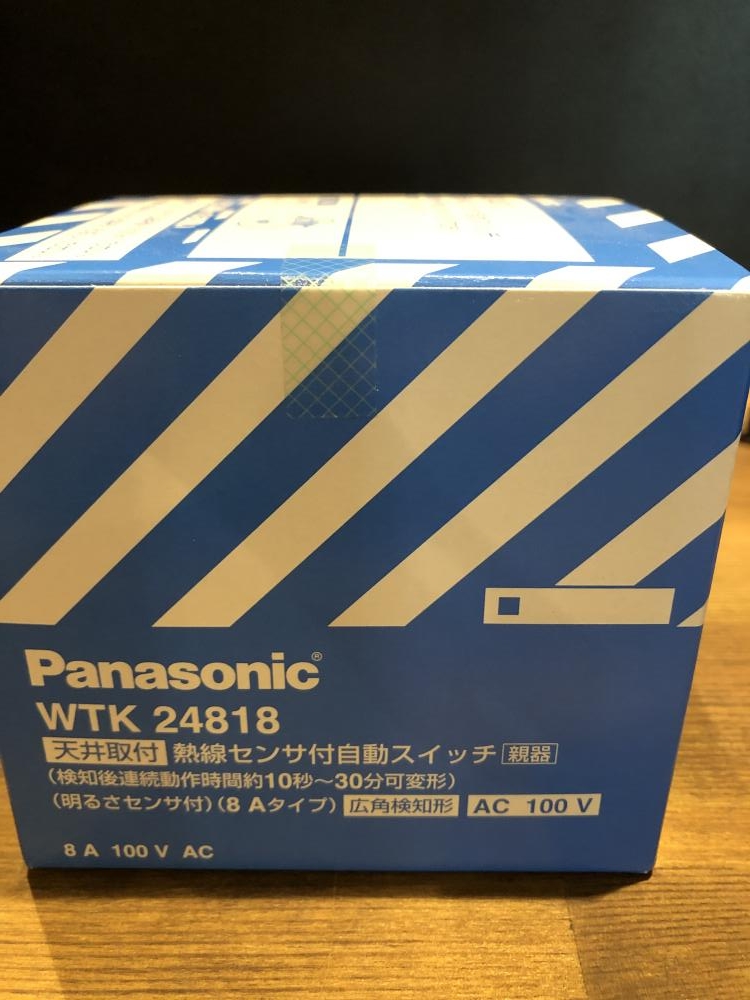 Panasonic®
WTK 24818
天井取付 熱線センサ付自動スイッチ 親器
(検知後連続動作時間約10秒～30分可変形)
(明るさセンサ付)(8 Aタイプ) 広角検知形 AC 100 V
8 A 100 V AC